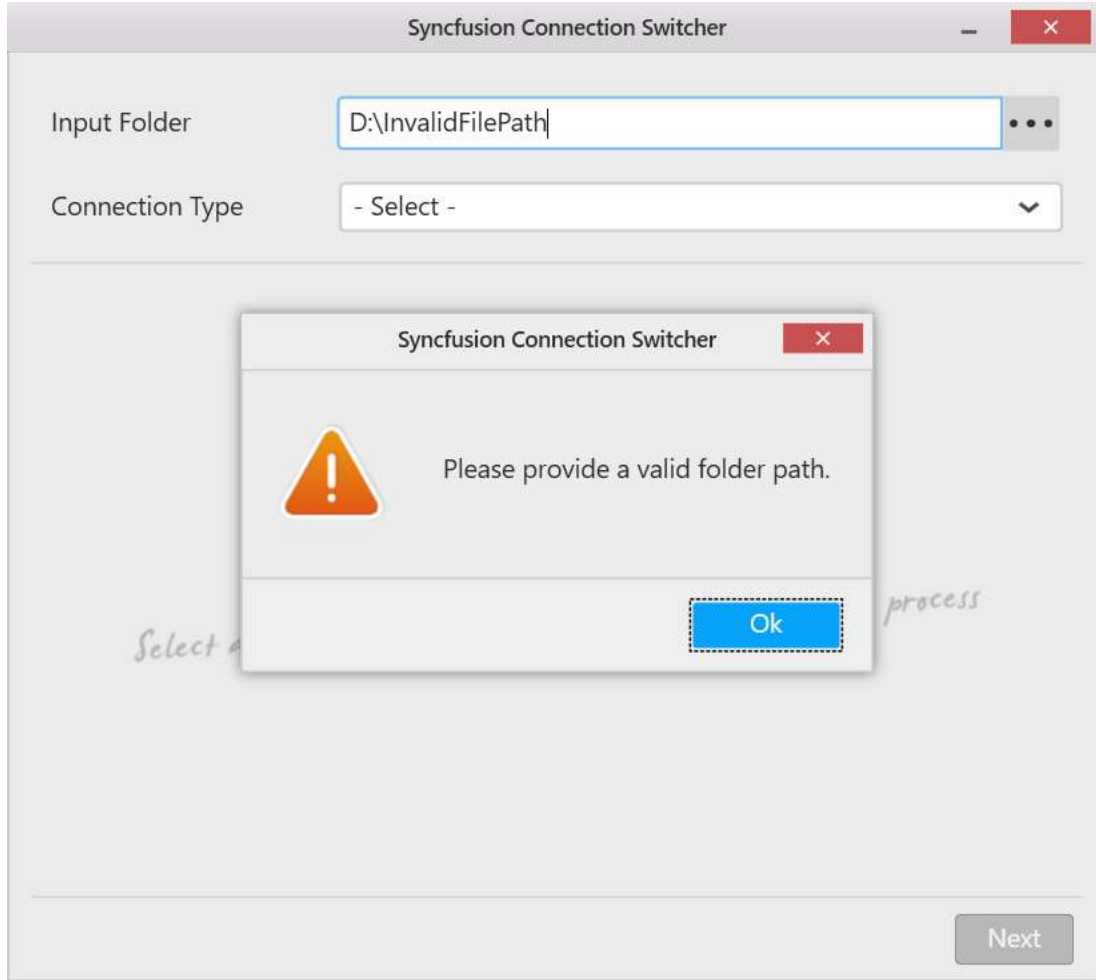 Syncfusion Connection Switcher
Input Folder
D:\InvalidFilePath
Connection Type
- Select -
Syncfusion Connection Switcher
Please provide a valid folder path.
Ok
Select
process
Next